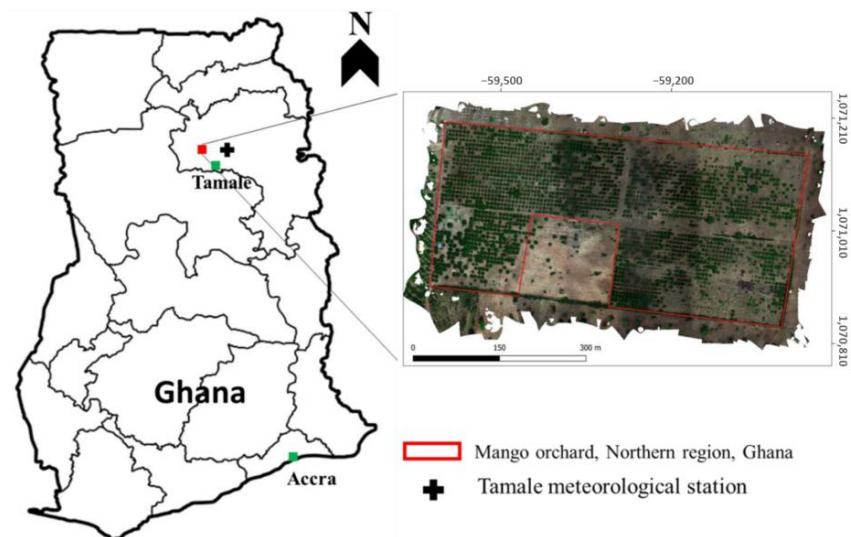 N
Tamale
Ghana
Accra
−59,500 −59,200
1,071,210
1,071,010
1,070,810
0 150 300 m
Mango orchard, Northern region, Ghana
Tamale meteorological station